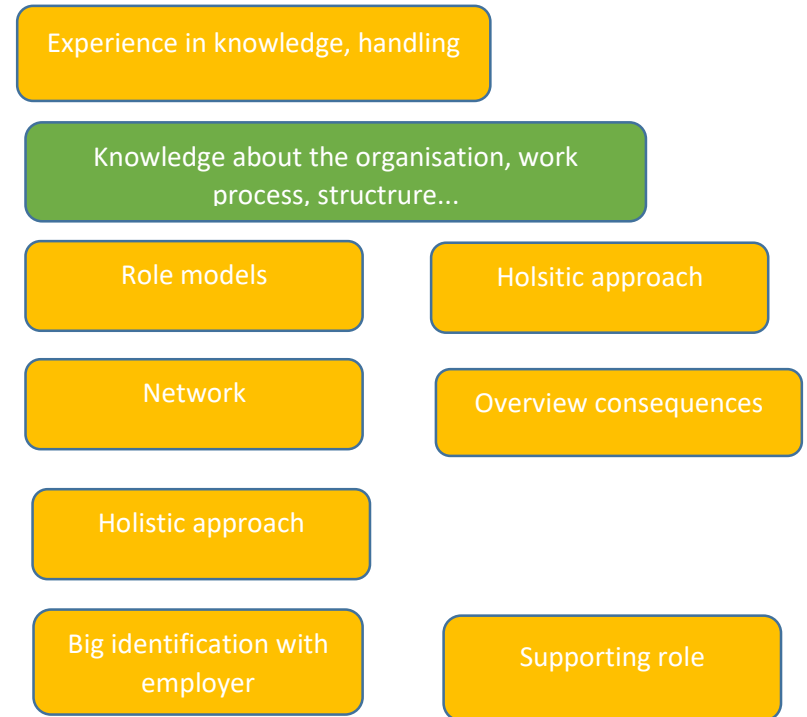 Experience in knowledge, handling
Knowledge about the organisation, work
process, structrure...
Role models
Holsitic approach
Network
Overview consequences
Holistic approach
Big identification with
employer
Supporting role